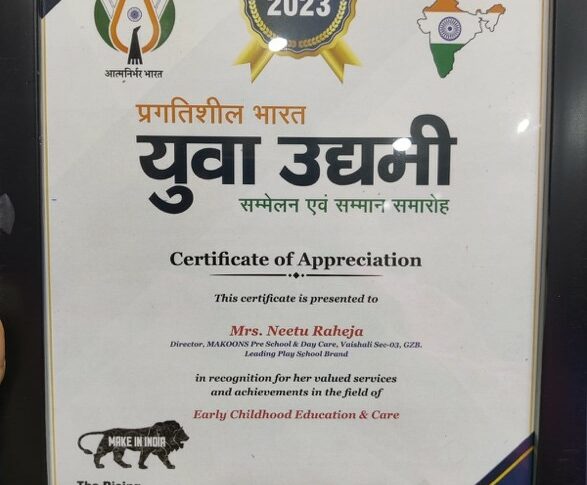 2023
आत्मनिर्भर भारत
प्रगतिशील भारत
युवा उद्यमी
सम्मेलन एवं सम्मान समारोह
Certificate of Appreciation
This certificate is presented to
Mrs. Neetu Raheja
Director, MAKOONS Pre School & Day Care, Vaishali Sec-03, GZB.
Leading Play School Brand
in recognition for her valued services
and achievements in the field of
Early Childhood Education & Care
MAKE IN INDIA
The Rising